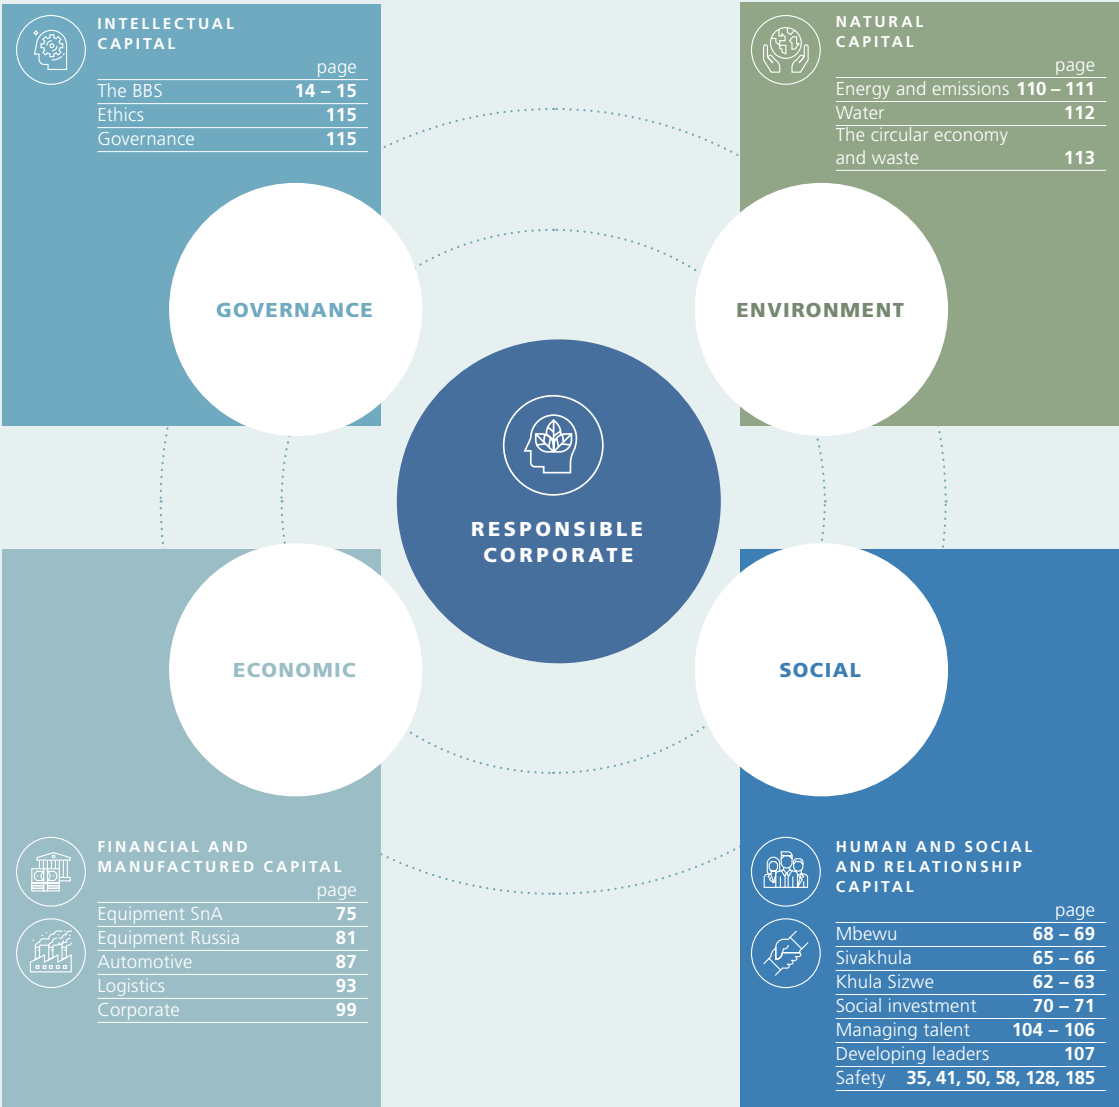 INTELLECTUAL
CAPITAL
page
The BBS 14 – 15
Ethics 115
Governance 115
NATURAL
CAPITAL
page
Energy and emissions 110 – 111
Water 112
The circular economy
and waste 113
GOVERNANCE
ENVIRONMENT
RESPONSIBLE
CORPORATE
ECONOMIC
SOCIAL
FINANCIAL AND
MANUFACTURED CAPITAL
page
Equipment SnA 75
Equipment Russia 81
Automotive 87
Logistics 93
Corporate 99
HUMAN AND SOCIAL
AND RELATIONSHIP
CAPITAL
page
Mbewu 68 – 69
Sivakhula 65 – 66
Khula Sizwe 62 – 63
Social investment 70 – 71
Managing talent 104 – 106
Developing leaders 107
Safety 35, 41, 50, 58, 128, 185